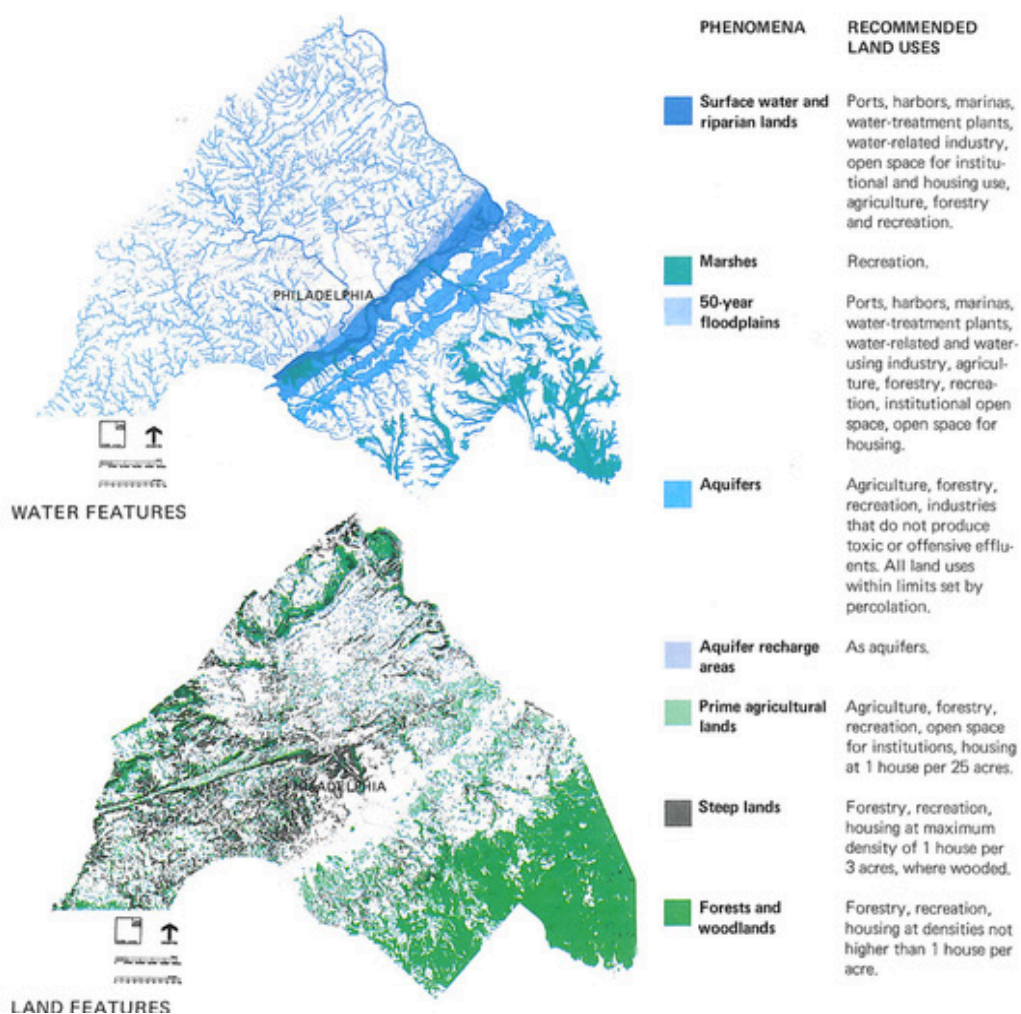 PHENOMENA
RECOMMENDED
LAND USES
Surface water and
riparian lands
Ports, harbors, marinas,
water-treatment plants,
water-related industry,
open space for institu-
tional and housing use,
agriculture, forestry
and recreation.
Marshes
Recreation.
50-year
floodplains
Ports, harbors, marinas,
water-treatment plants,
water-related and water-
using industry, agricul-
ture, forestry, recrea-
tion, institutional open
space, open space for
housing.
Aquifers
Agriculture, forestry,
recreation, industries
that do not produce
toxic or offensive efflu-
ents. All land uses
within limits set by
percolation.
Aquifer recharge
areas
As aquifers.
Prime agricultural
lands
Agriculture, forestry,
recreation, open space
for institutions, housing
at 1 house per 25 acres.
Steep lands
Forestry, recreation,
housing at maximum
density of 1 house per
3 acres, where wooded.
Forests and
woodlands
Forestry, recreation,
housing at densities not
higher than 1 house per
acre.
PHILADELPHIA
WATER FEATURES
PHILADELPHIA
LAND FEATURES